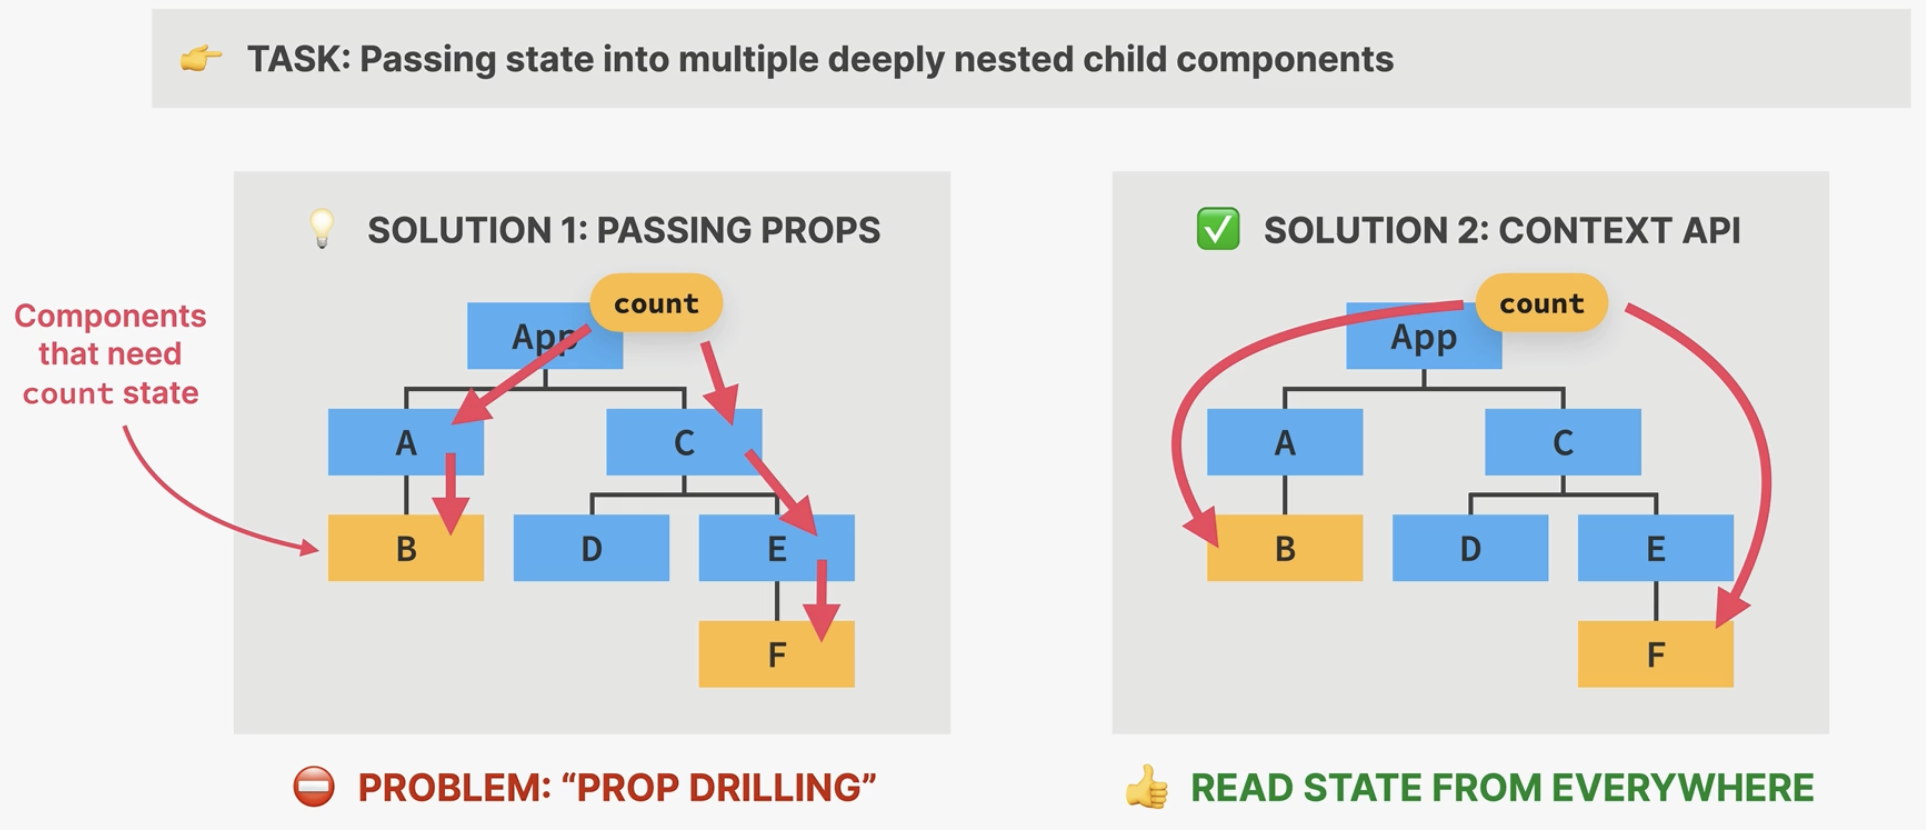 TASK: Passing state into multiple deeply nested child components
SOLUTION 1: PASSING PROPS
count
App
A
C
B
D
E
F
Components
that need
count state
PROBLEM: “PROP DRILLING”
SOLUTION 2: CONTEXT API
count
App
A
C
B
D
E
F
READ STATE FROM EVERYWHERE